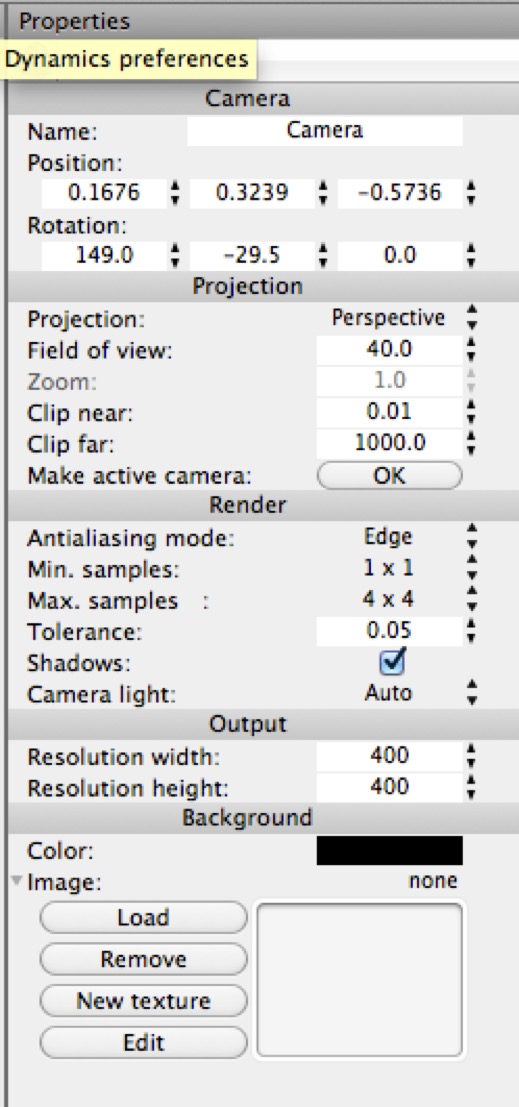 Properties
Dynamics preferences
Camera
Name: Camera
Position:
0.1676 0.3239 -0.5736
Rotation:
149.0 -29.5 0.0
Projection
Projection: Perspective
Field of view: 40.0
Zoom: 1.0
Clip near: 0.01
Clip far: 1000.0
Make active camera: OK
Render
Antialiasing mode: Edge
Min. samples: 1 x 1
Max. samples : 4 x 4
Tolerance: 0.05
Shadows:
Camera light: Auto
Output
Resolution width: 400
Resolution height: 400
Background
Color:
Image: none
Load
Remove
New texture
Edit